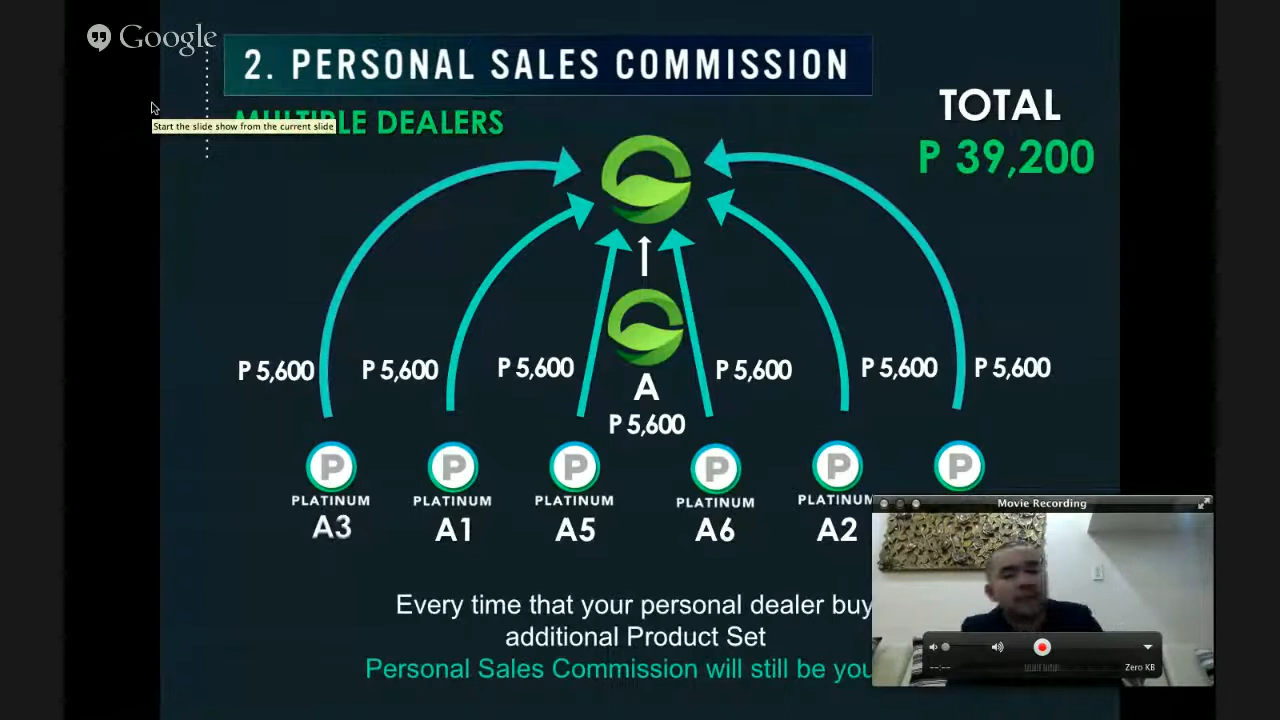 Google
2. PERSONAL SALES COMMISSION
LE DEALERS
Start the slide show from the current slide
TOTAL
P 39,200
P 5,600 P 5,600 P 5,600 P 5,600 P 5,600 P 5,600
A
P 5,600
P P P P P P
PLATINUM PLATINUM PLATINUM PLATINUM PLATINUM
A3 A1 A5 A6 A2
Movie Recording
Every time that your personal dealer buy
additional Product Set
Personal Sales Commission will still be you
--:--
Zero KB